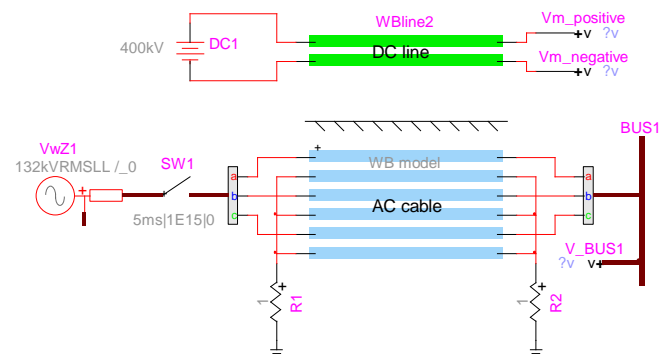 WBline2
Vm_positive
+v ?v
400kV
DC1
DC line
Vm_negative
+v
?v
BUS1
VwZ1
132kVRMSLL /_0
SW1
+
WB model
+
a
b
c
a
b
c
AC cable
5ms|1E15|0
V_BUS1
?v v+
+
1
R1
+
1
R2